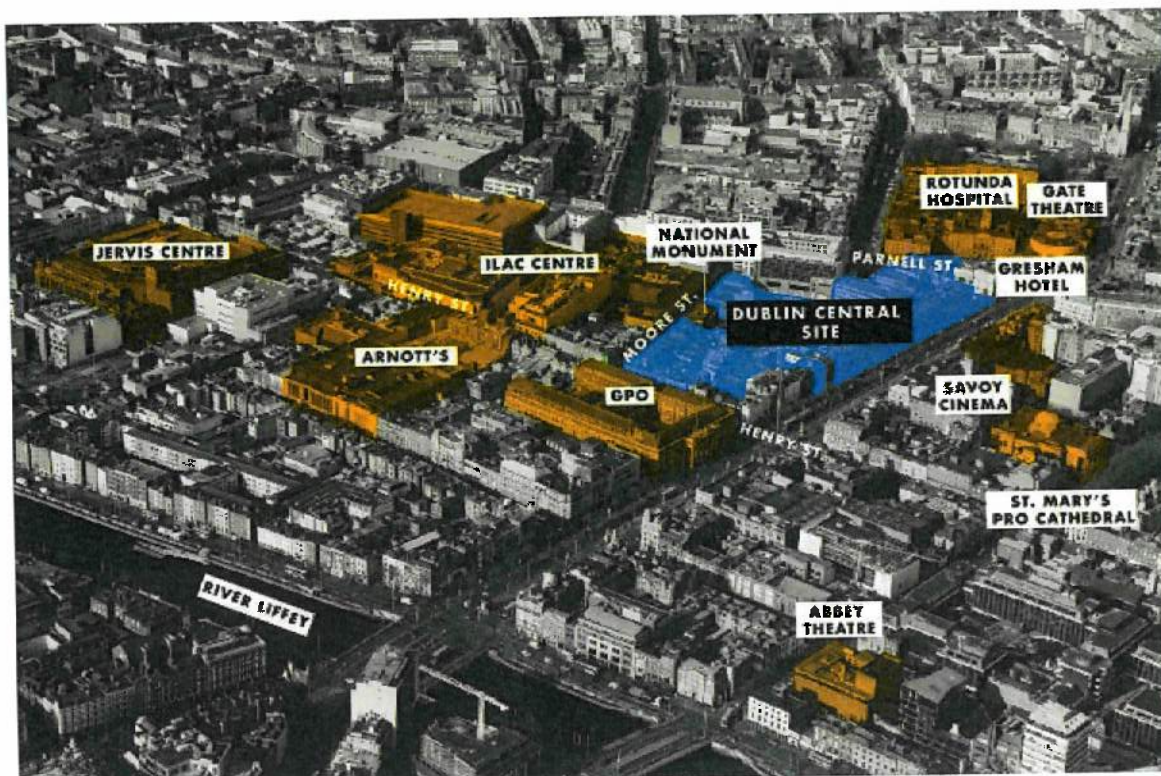 ROTUNDA
HOSPITAL
GATE
THEATRE
NATIONAL
MONUMENT
JERVIS CENTRE
ILAC CENTRE
PARNELL ST.
GRESHAM
HOTEL
HENRY ST.
MOORE ST.
DUBLIN CENTRAL
SITE
ARNOTT'S
GPO
SAVOY
CINEMA
HENRY ST.
ST. MARY'S
PRO CATHEDRAL
RIVER LIFFEY
ABBEY
THEATRE